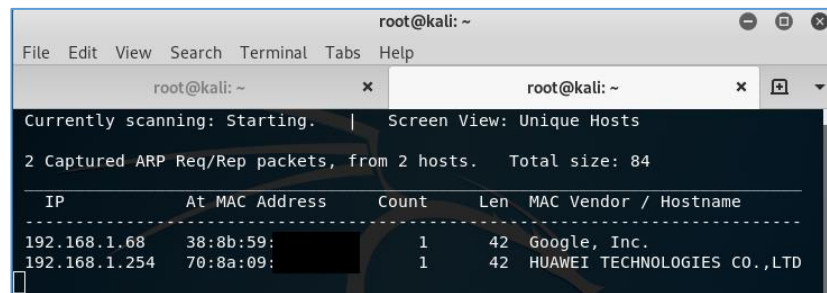 root@kali: ~
File Edit View Search Terminal Tabs Help
root@kali: ~ root@kali: ~
Currently scanning: Starting. | Screen View: Unique Hosts
2 Captured ARP Req/Rep packets, from 2 hosts. Total size: 84
IP At MAC Address Count Len MAC Vendor / Hostname
192.168.1.68 38:8b:59: 1 42 Google, Inc.
192.168.1.254 70:8a:09: 1 42 HUAWEI TECHNOLOGIES CO.,LTD